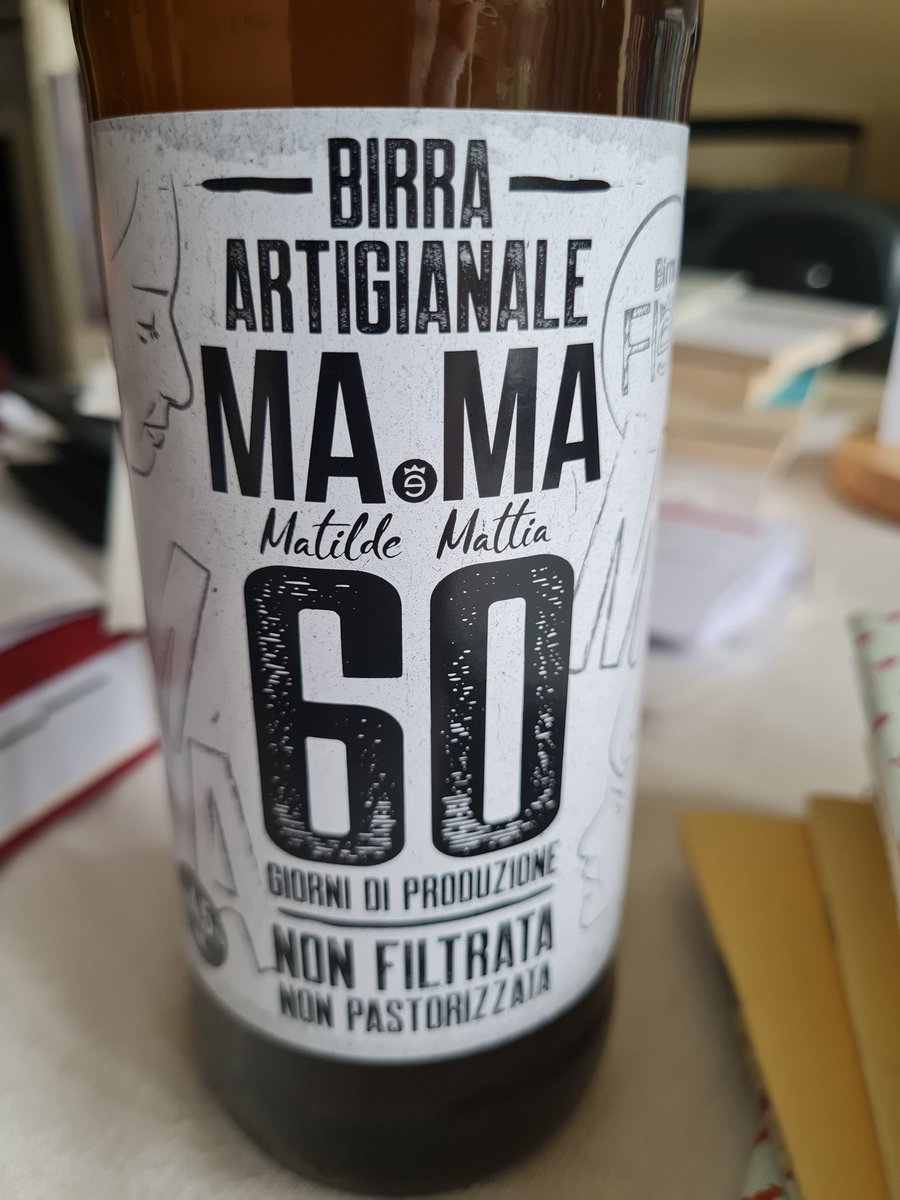 BIRRA
ARTIGIANALE
MA.MA
Matilde Mattia
60
GIORNI DI PRODUZIONE
NON FILTRATA
NON PASTORIZZATA